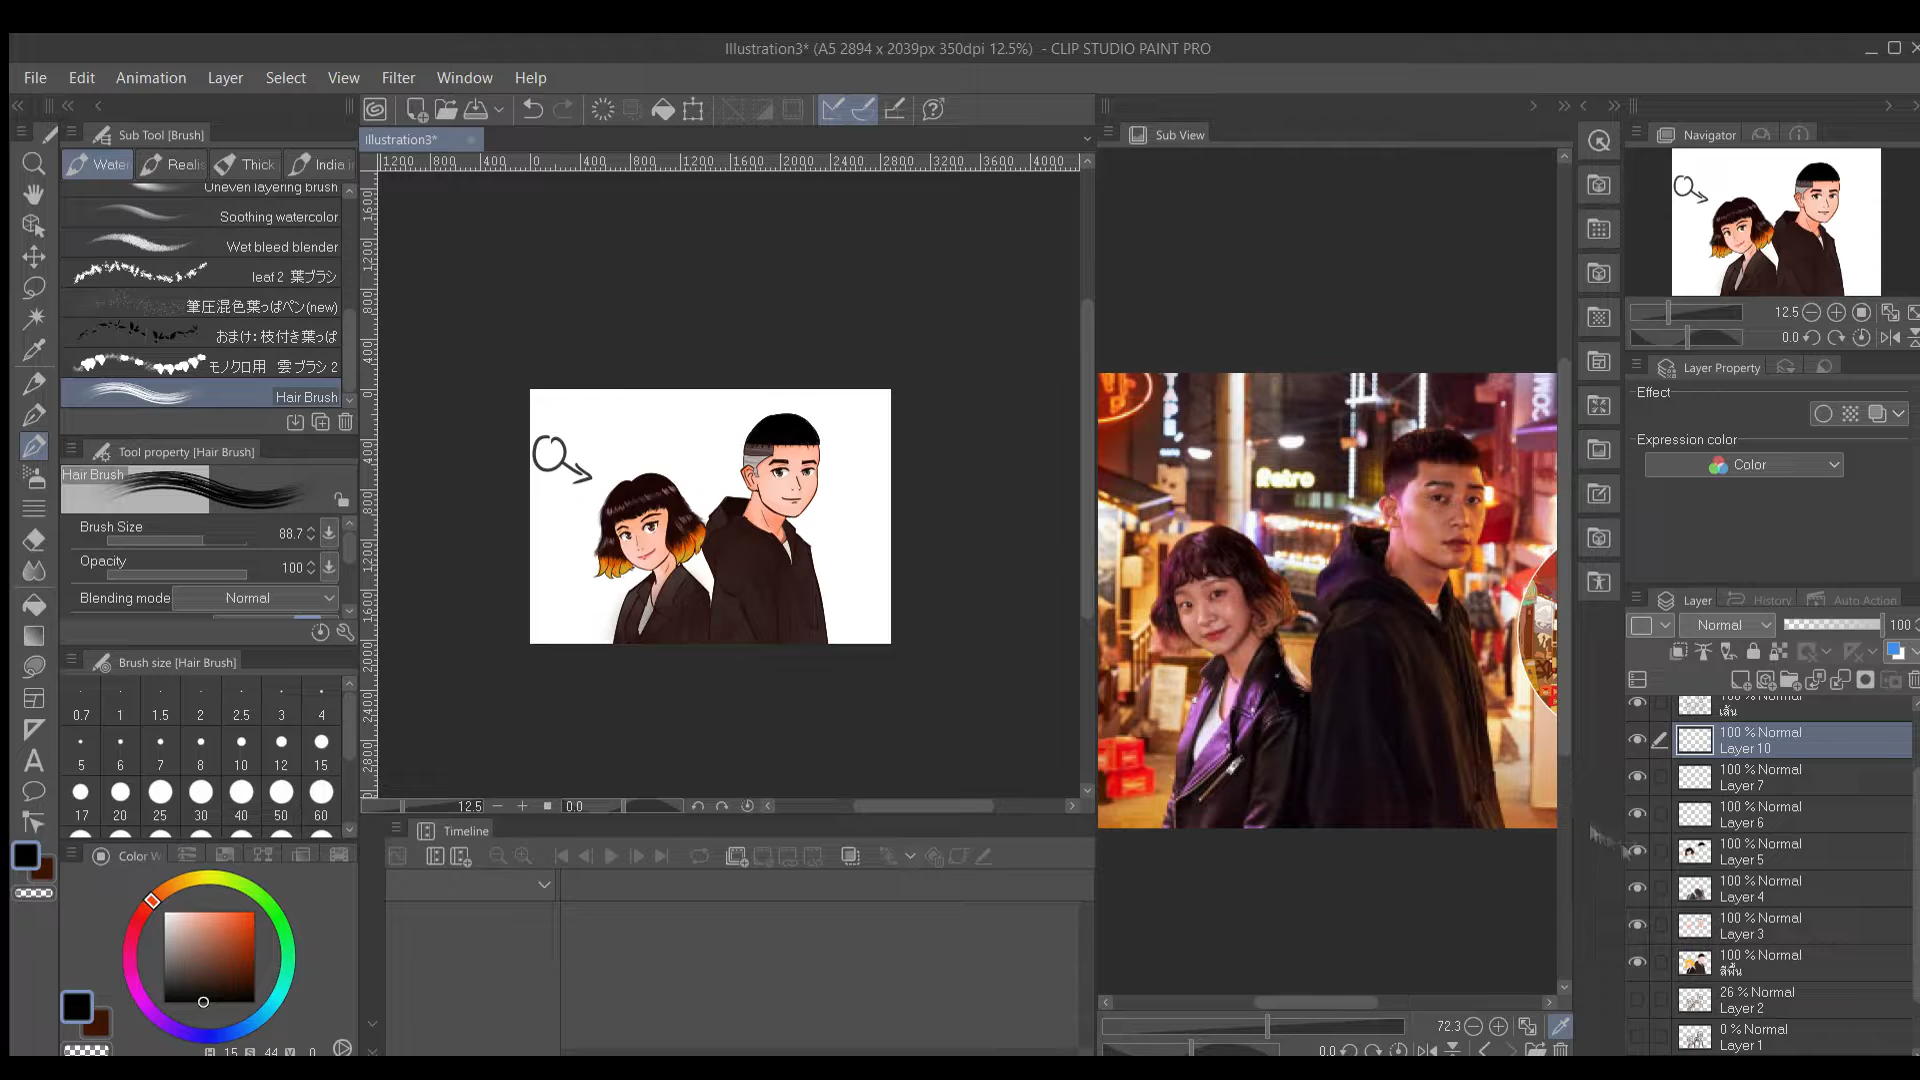 Illustration3* (A5 2894 x 2039px 350dpi 12.5%) - CLIP STUDIO PAINT PRO
File Edit Animation Layer Select View Filter Window Help
Sub Tool [Brush]
Water Realis Thick India i
Uneven layering brush
Soothing watercolor
Wet bleed blender
leaf 2 葉ブラシ
筆圧混色葉っぱペン(new)
おまけ：枝付き葉っぱ
モノクロ用 雲ブラシ 2
Hair Brush
Tool property [Hair Brush]
Hair Brush
Brush Size 88.7
Opacity 100
Blending mode Normal
Brush size [Hair Brush]
0.7 1 1.5 2 2.5 3 4
5 6 7 8 10 12 15
17 20 25 30 40 50 60
Color W
H 15 S 44 V 0
Illustration3*
1200 800 400 0 400 800 1200 1600 2000 2400 2800 3200 3600 4000
12.5 0.0
Timeline
Sub View
Retro
72.3
0.0
Navigator
12.5
0.0
Layer Property
Effect
Expression color
Color
Layer History Auto Action
Normal 100
100 % Normal
เส้น
100 % Normal
Layer 10
100 % Normal
Layer 7
100 % Normal
Layer 6
100 % Normal
Layer 5
100 % Normal
Layer 4
100 % Normal
Layer 3
100 % Normal
สีพื้น
26 % Normal
Layer 2
0 % Normal
Layer 1